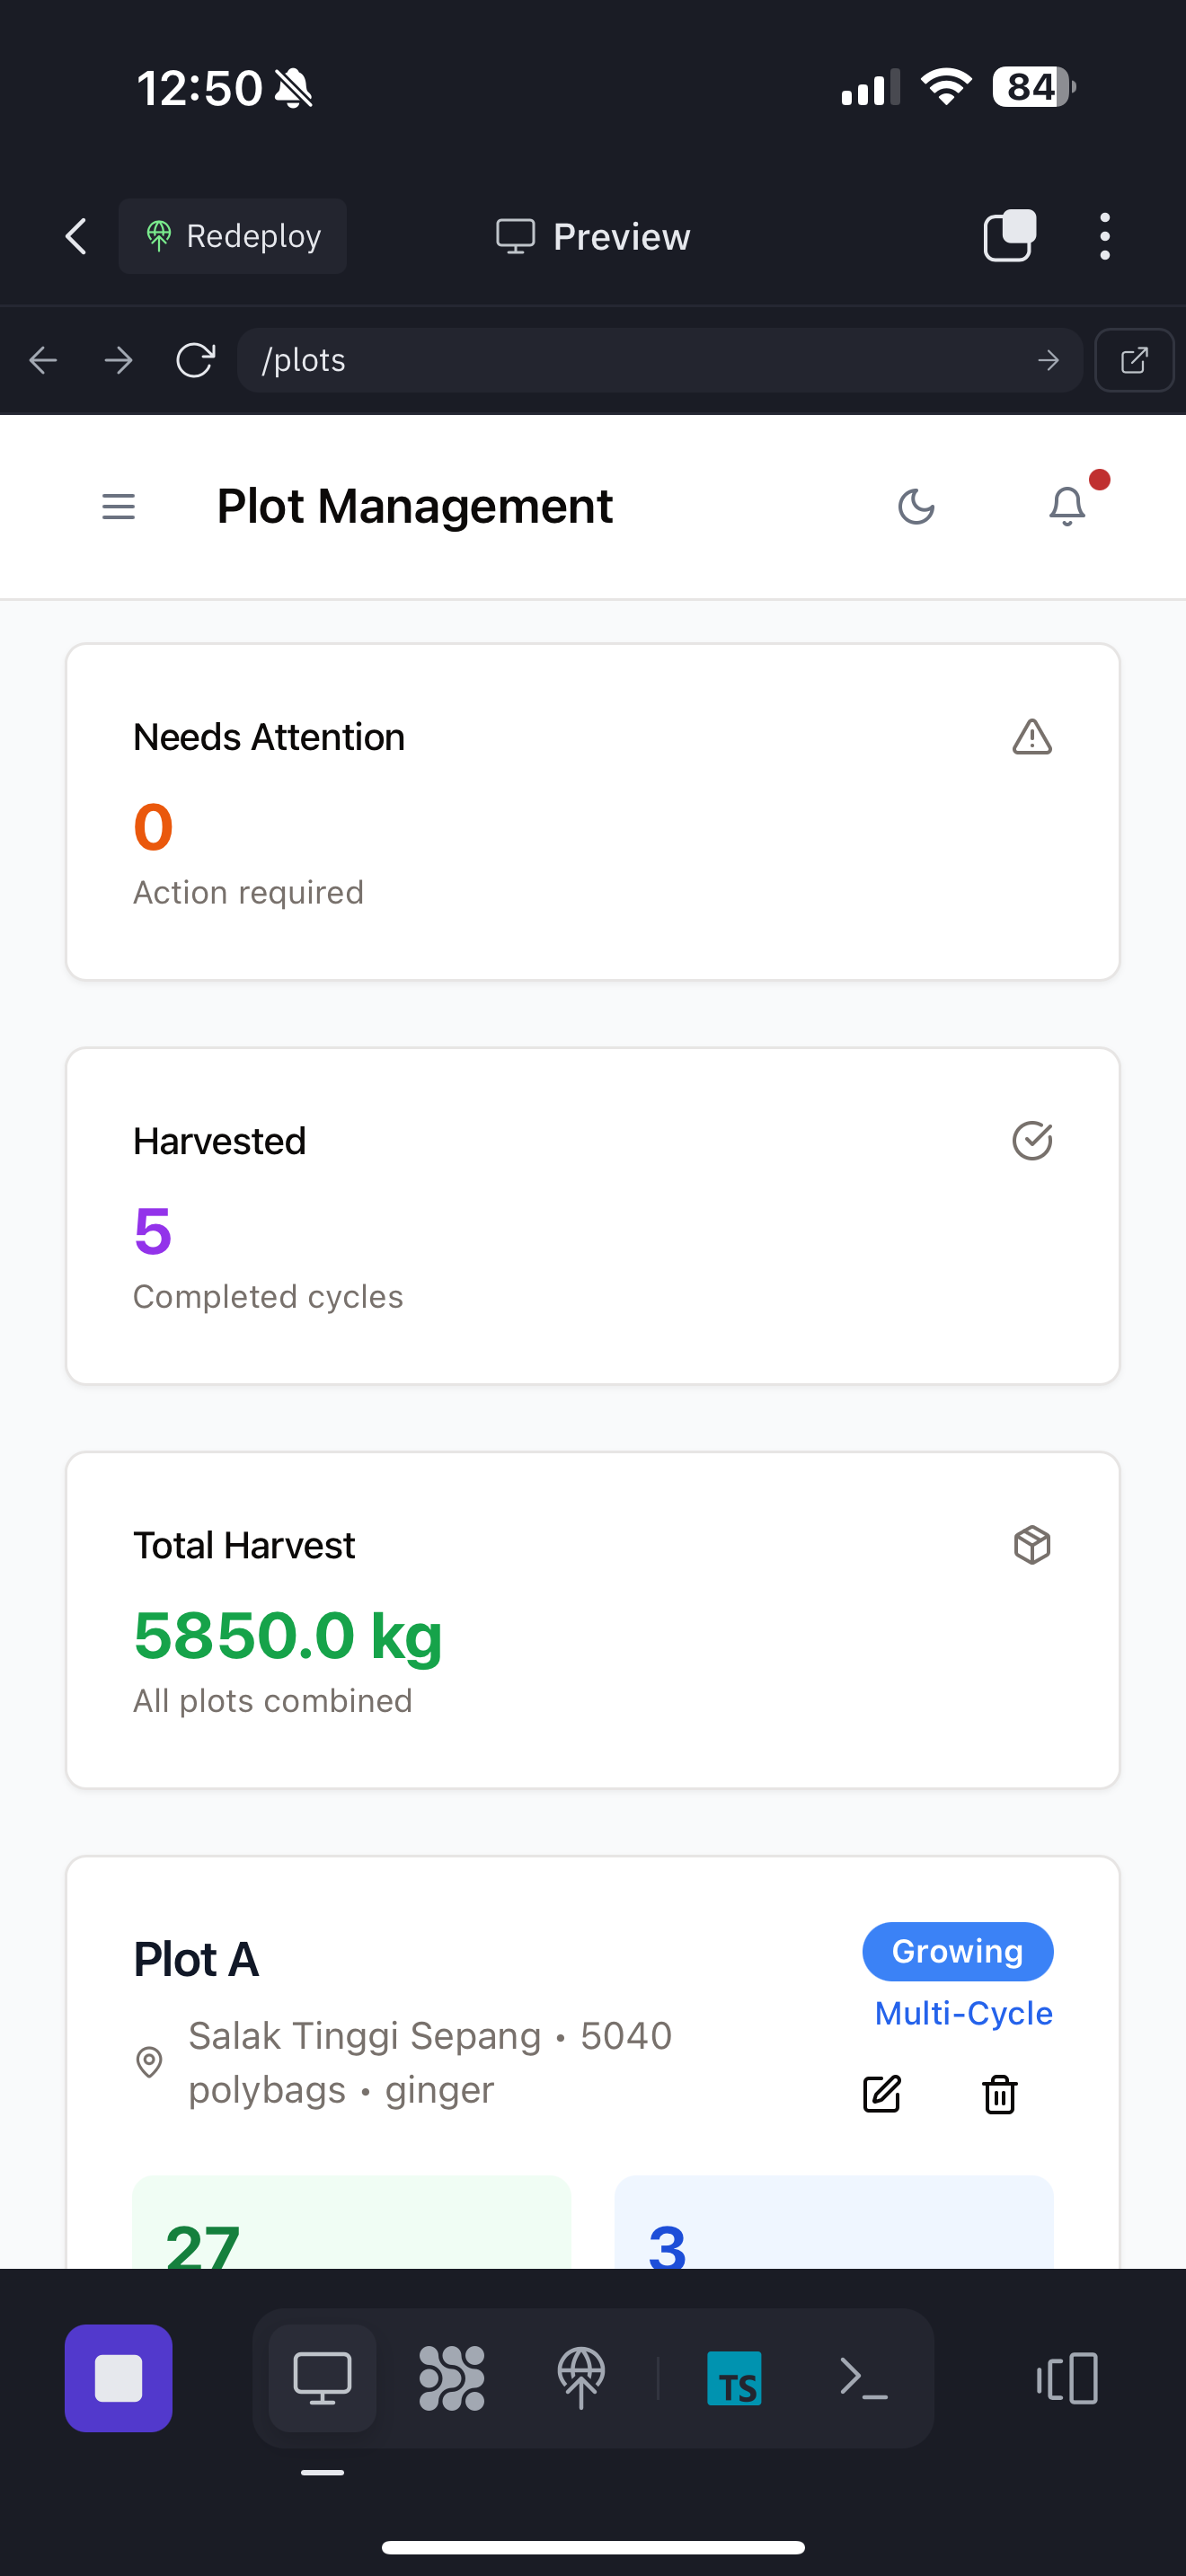 12:50
84
Redeploy
Preview
/plots
Plot Management
Needs Attention
0
Action required
Harvested
5
Completed cycles
Total Harvest
5850.0 kg
All plots combined
Plot A
Growing
Multi-Cycle
Salak Tinggi Sepang • 5040
polybags • ginger
27
3
TS